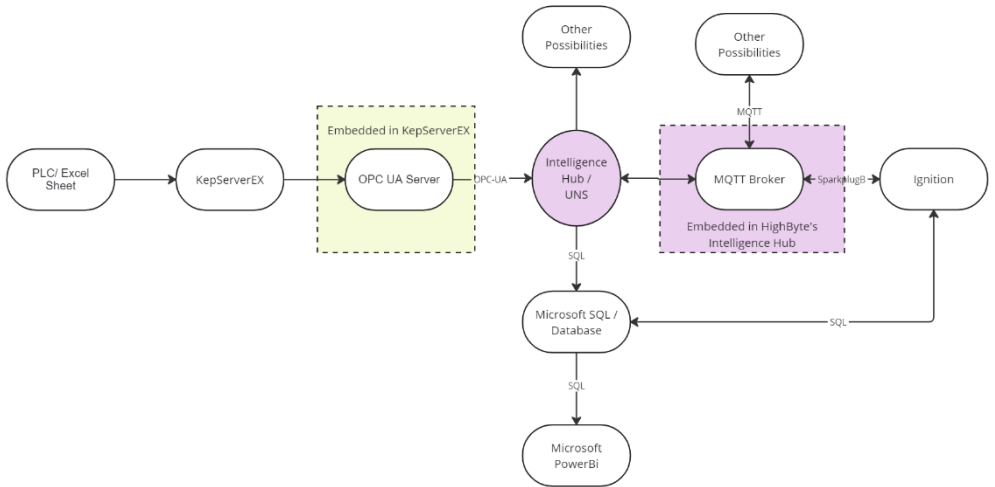 Other
Possibilities
Other
Possibilities
MQTT
Embedded in KepServerEX
PLC/ Excel
Sheet
KepServerEX
OPC UA Server
OPC-UA
Intelligence
Hub /
UNS
MQTT Broker
SparkplugB
Ignition
Embedded in HighByte's
Intelligence Hub
SQL
Microsoft SQL /
Database
SQL
SQL
Microsoft
PowerBi